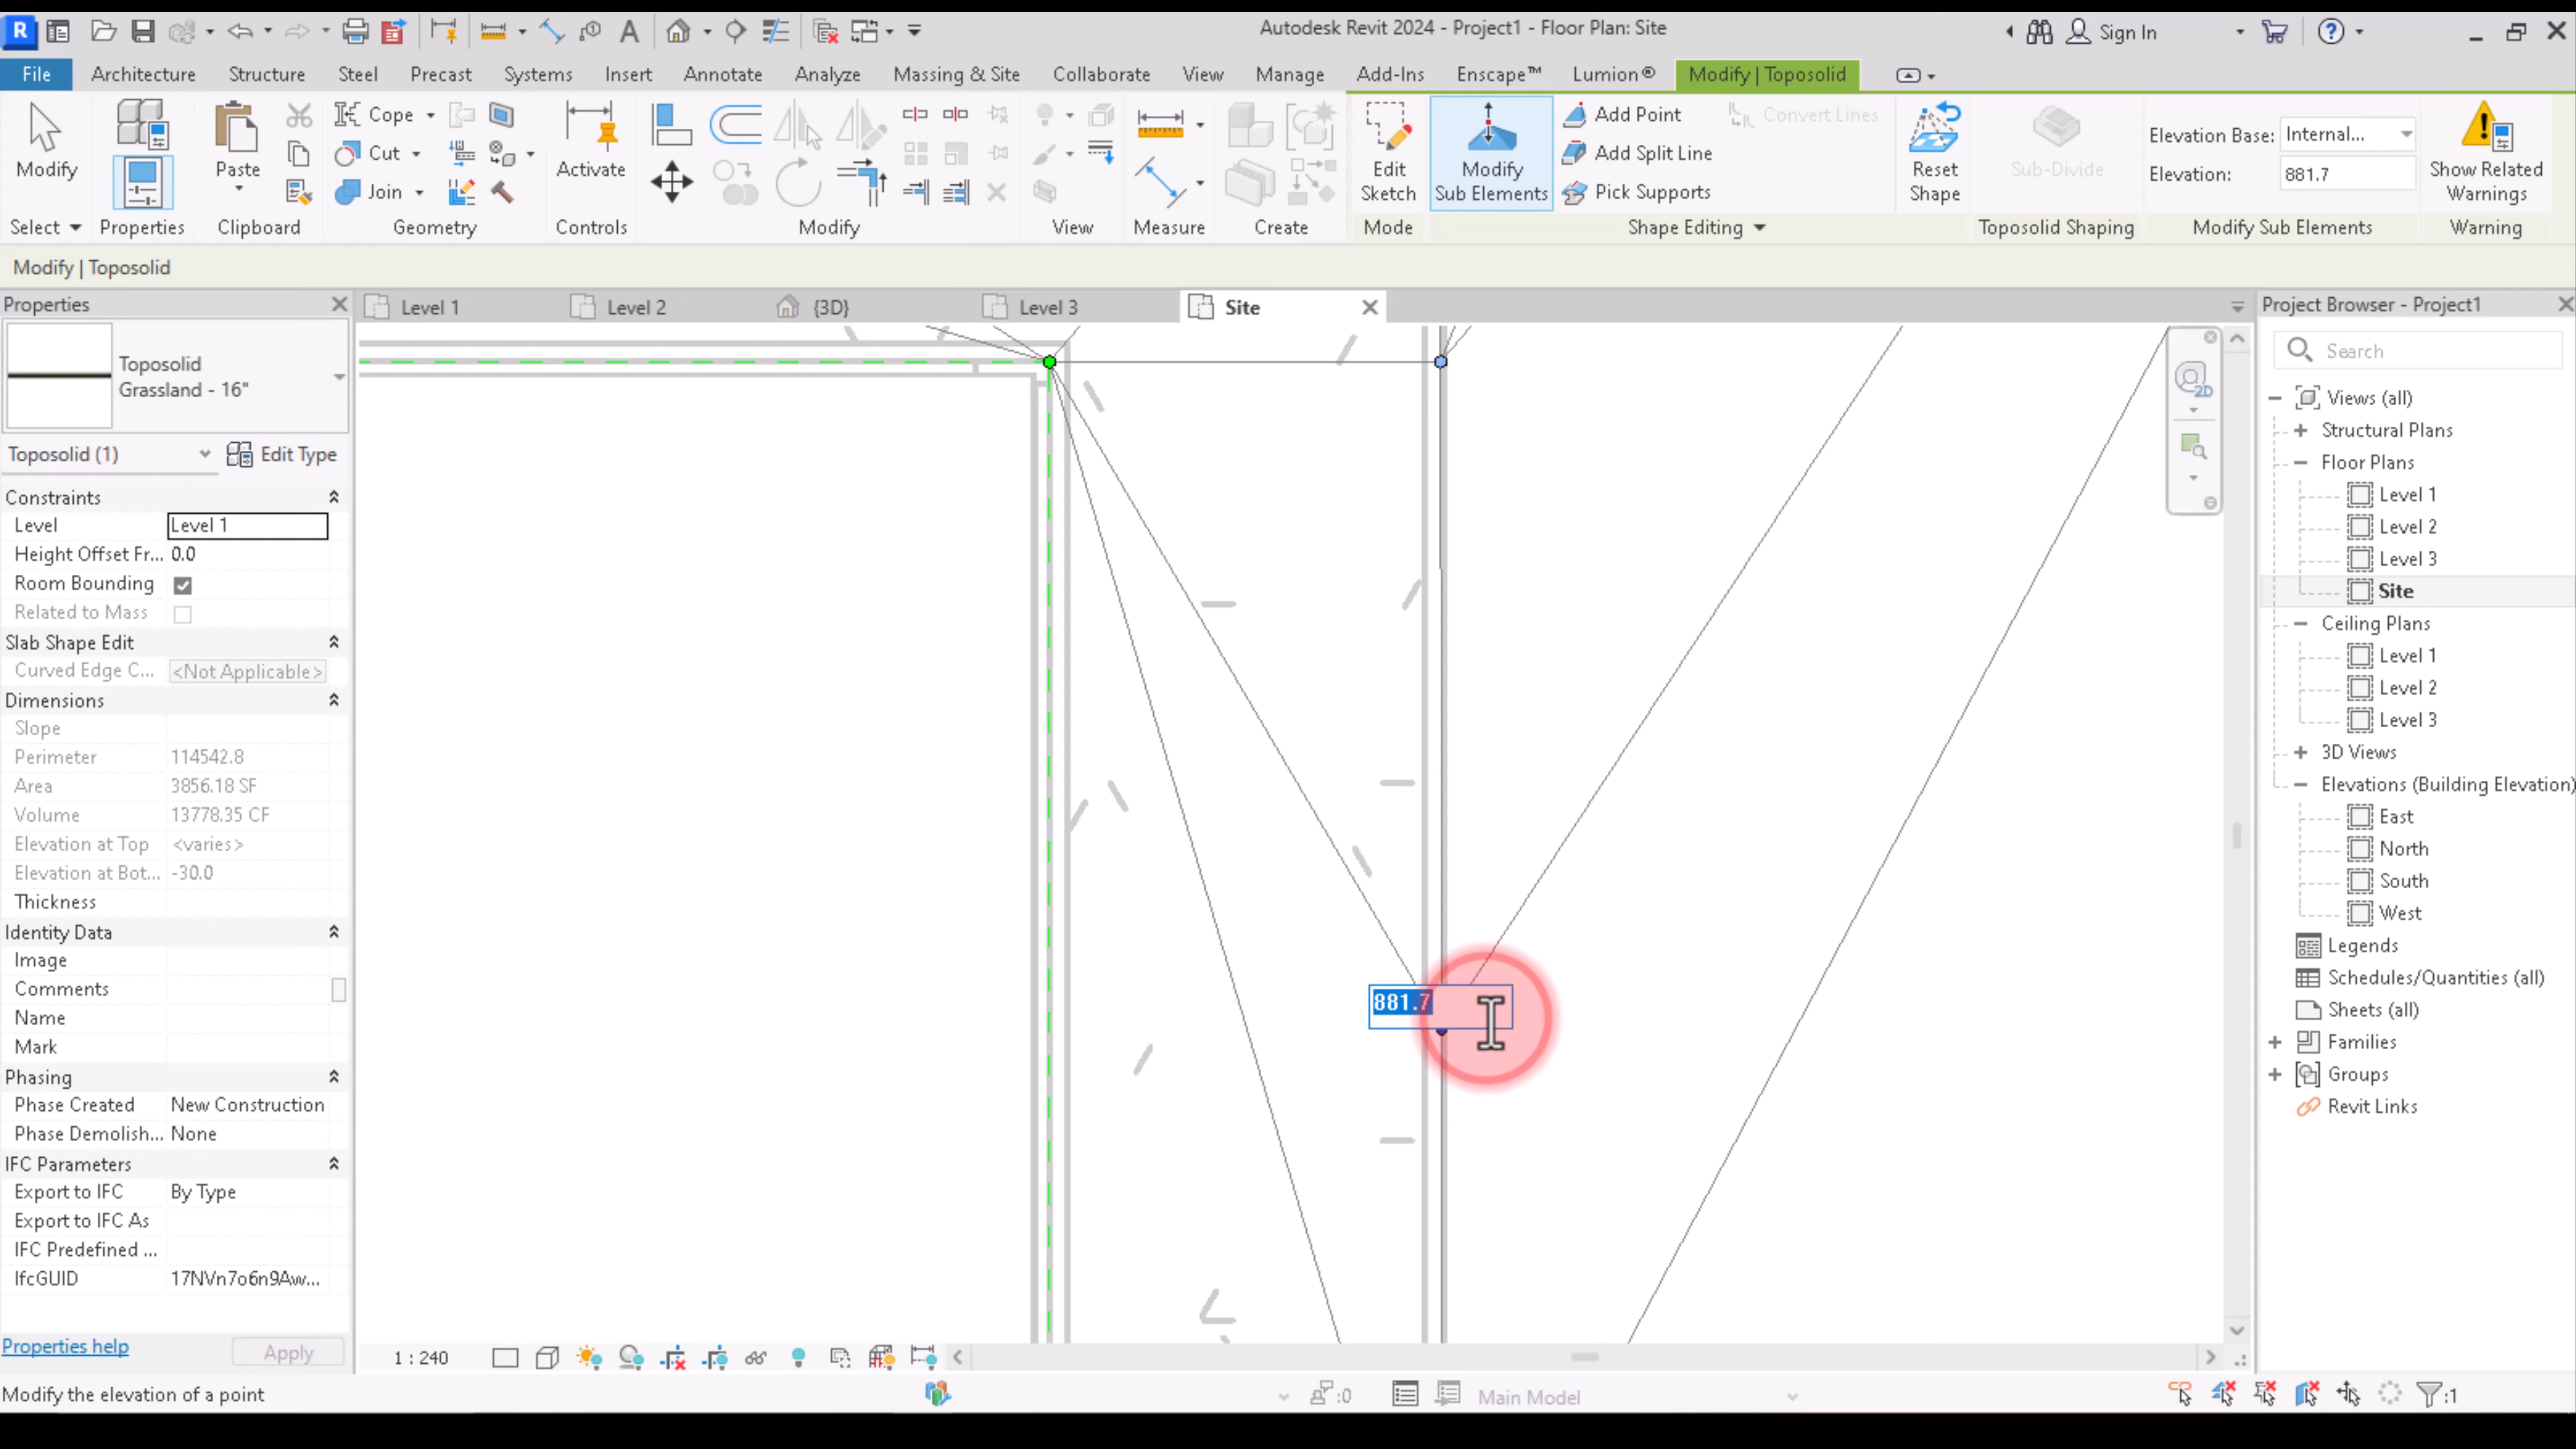 R
Autodesk Revit 2024 - Project1 - Floor Plan: Site
Sign In
File Architecture Structure Steel Precast Systems Insert Annotate Analyze Massing & Site Collaborate View Manage Add-Ins Enscape™ Lumion® Modify | Toposolid
Modify
Paste
Cope
Cut
Join
Activate
Edit
Sketch
Modify
Sub Elements
Add Point
Add Split Line
Pick Supports
Convert Lines
Reset
Shape
Sub-Divide
Elevation Base: Internal...
Elevation: 881.7
Show Related
Warnings
Select Properties Clipboard Geometry Controls Modify View Measure Create Mode Shape Editing Toposolid Shaping Modify Sub Elements Warning
Modify | Toposolid
Properties
Toposolid
Grassland - 16"
Toposolid (1) Edit Type
Constraints
Level Level 1
Height Offset Fr... 0.0
Room Bounding
Related to Mass
Slab Shape Edit
Curved Edge C... <Not Applicable>
Dimensions
Slope
Perimeter 114542.8
Area 3856.18 SF
Volume 13778.35 CF
Elevation at Top <varies>
Elevation at Bot... -30.0
Thickness
Identity Data
Image
Comments
Name
Mark
Phasing
Phase Created New Construction
Phase Demolish... None
IFC Parameters
Export to IFC By Type
Export to IFC As
IFC Predefined ...
IfcGUID 17NVn7o6n9Aw...
Properties help Apply
Level 1 Level 2 {3D} Level 3 Site
2D
881.7
1 : 240
Project Browser - Project1
Search
Views (all)
Structural Plans
Floor Plans
Level 1
Level 2
Level 3
Site
Ceiling Plans
Level 1
Level 2
Level 3
3D Views
Elevations (Building Elevation)
East
North
South
West
Legends
Schedules/Quantities (all)
Sheets (all)
Families
Groups
Revit Links
Modify the elevation of a point
:0
Main Model
:1